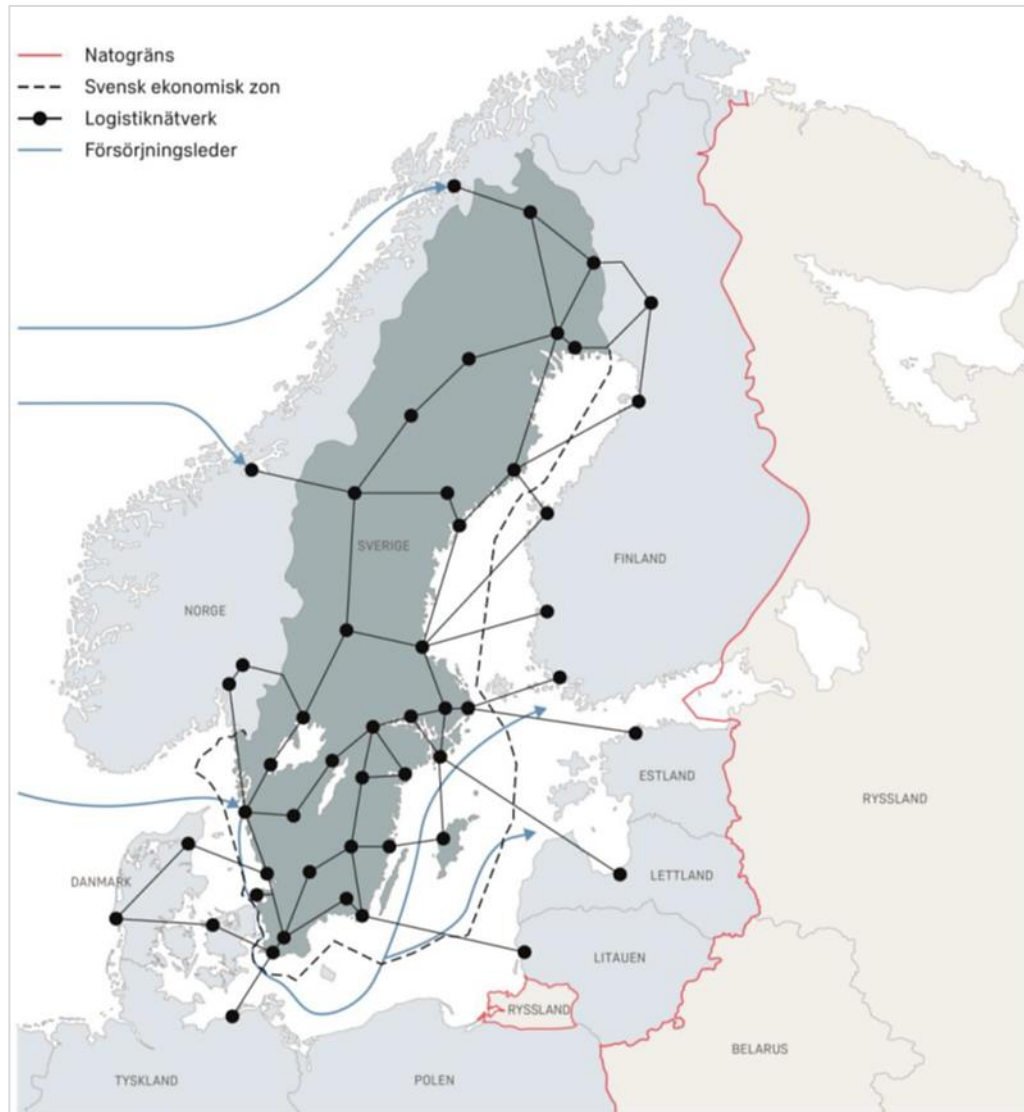 Natogräns
Svensk ekonomisk zon
Logistiknätverk
Försörjningsleder
SVERIGE
FINLAND
NORGE
ESTLAND
RYSSLAND
DANMARK
LETTLAND
LITAUEN
RYSSLAND
BELARUS
TYSKLAND
POLEN